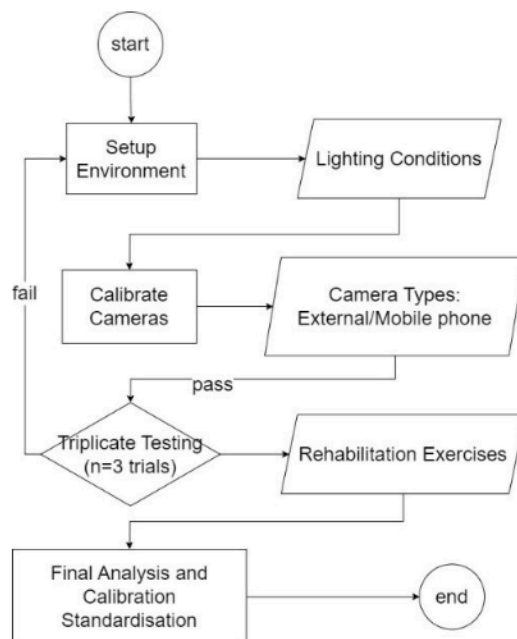 start
Setup
Environment
Lighting Conditions
fail
Calibrate
Cameras
Camera Types:
External/Mobile phone
pass
Triplicate Testing
(n=3 trials)
Rehabilitation Exercises
Final Analysis and
Calibration
Standardisation
end